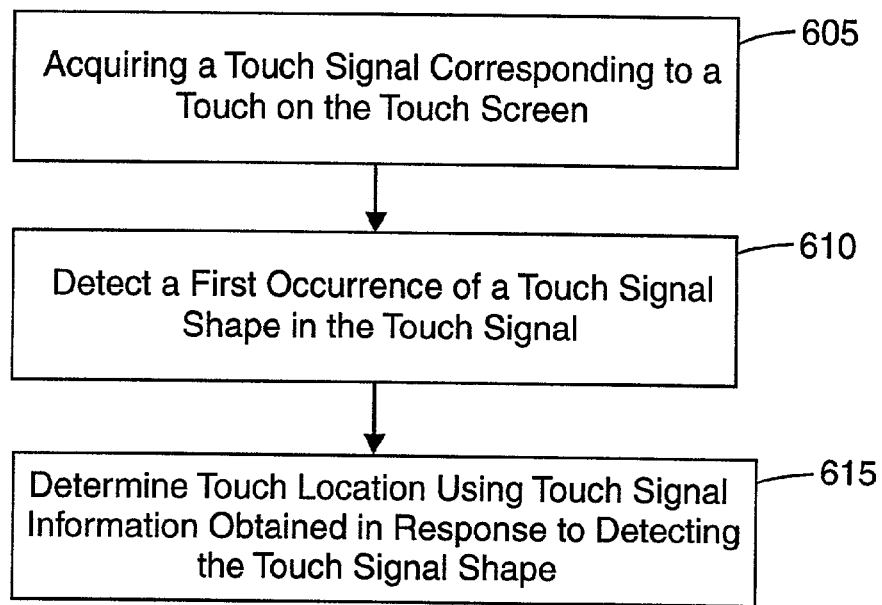 605
Acquiring a Touch Signal Corresponding to a
Touch on the Touch Screen
610
Detect a First Occurrence of a Touch Signal
Shape in the Touch Signal
615
Determine Touch Location Using Touch Signal
Information Obtained in Response to Detecting
the Touch Signal Shape